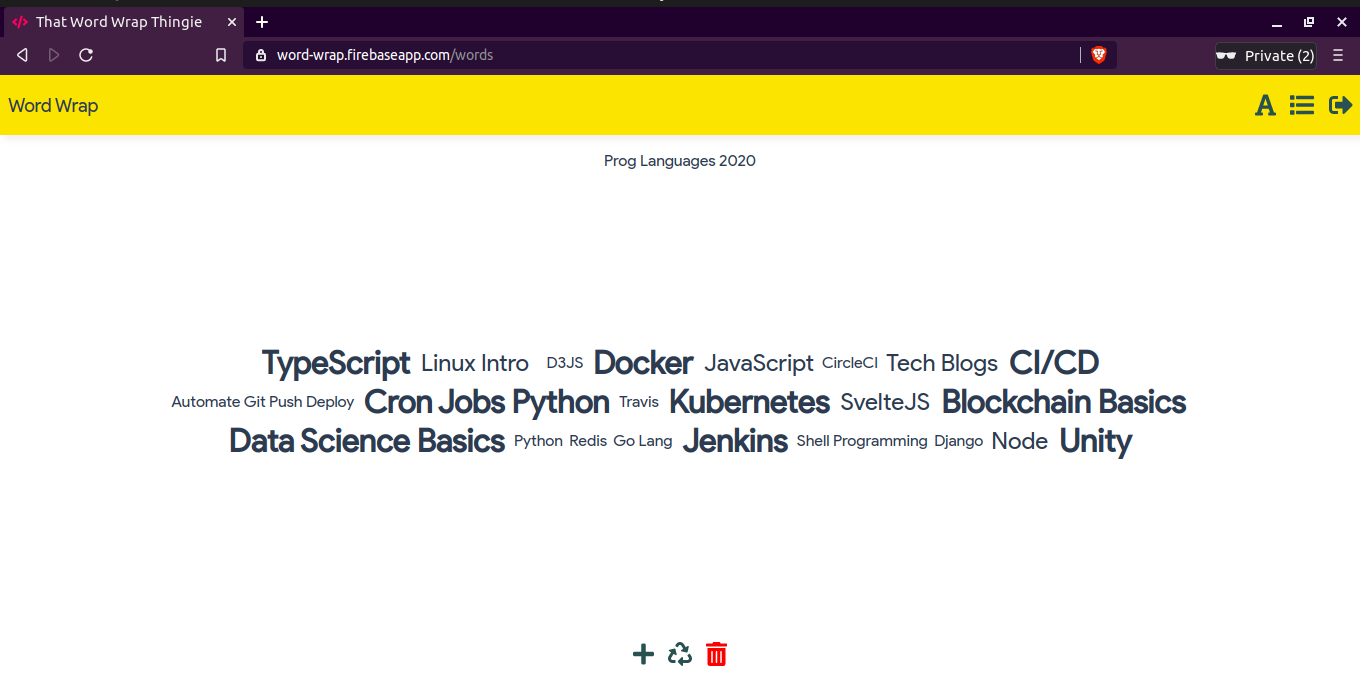 That Word Wrap Thingie
word-wrap.firebaseapp.com/words
Private (2)
Word Wrap
Prog Languages 2020
TypeScript Linux Intro D3JS Docker JavaScript CircleCI Tech Blogs CI/CD
Automate Git Push Deploy Cron Jobs Python Travis Kubernetes SvelteJS Blockchain Basics
Data Science Basics Python Redis Go Lang Jenkins Shell Programming Django Node Unity